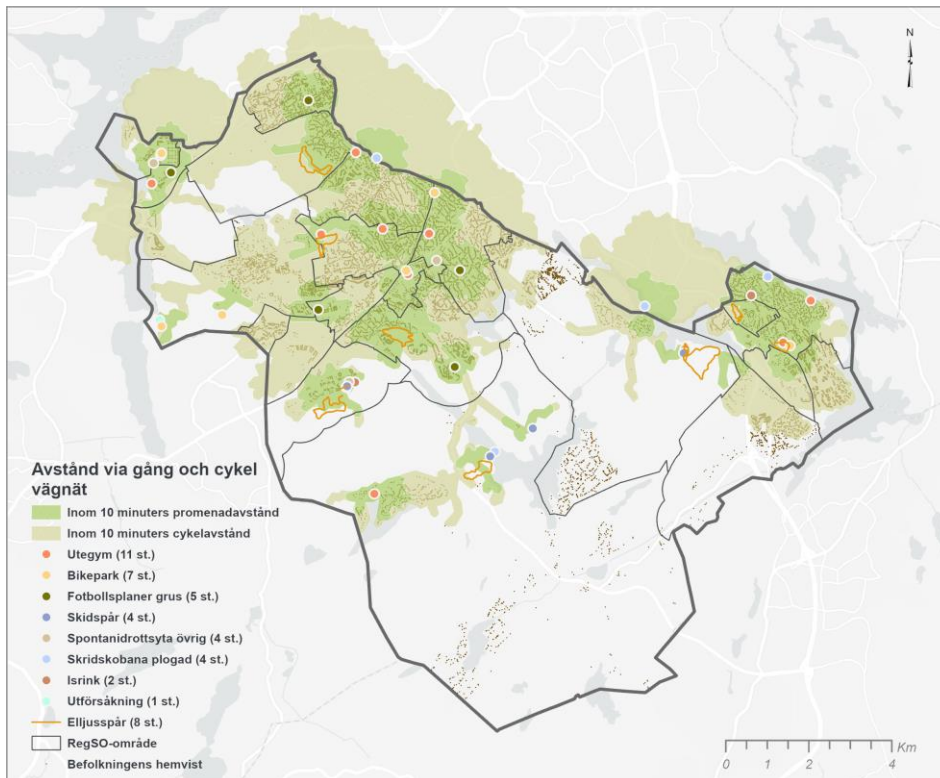 N
Avstånd via gång och cykel
vägnät
Inom 10 minuters promenadavstånd
Inom 10 minuters cykelavstånd
Utegym (11 st.)
Bikepark (7 st.)
Fotbollsplaner grus (5 st.)
Skidspår (4 st.)
Spontanidrottsyta övrig (4 st.)
Skridskobana plogad (4 st.)
Isrink (2 st.)
Utförsåkning (1 st.)
Elljusspår (8 st.)
RegSO-område
Befolkningens hemvist
Km
0 1 2 4